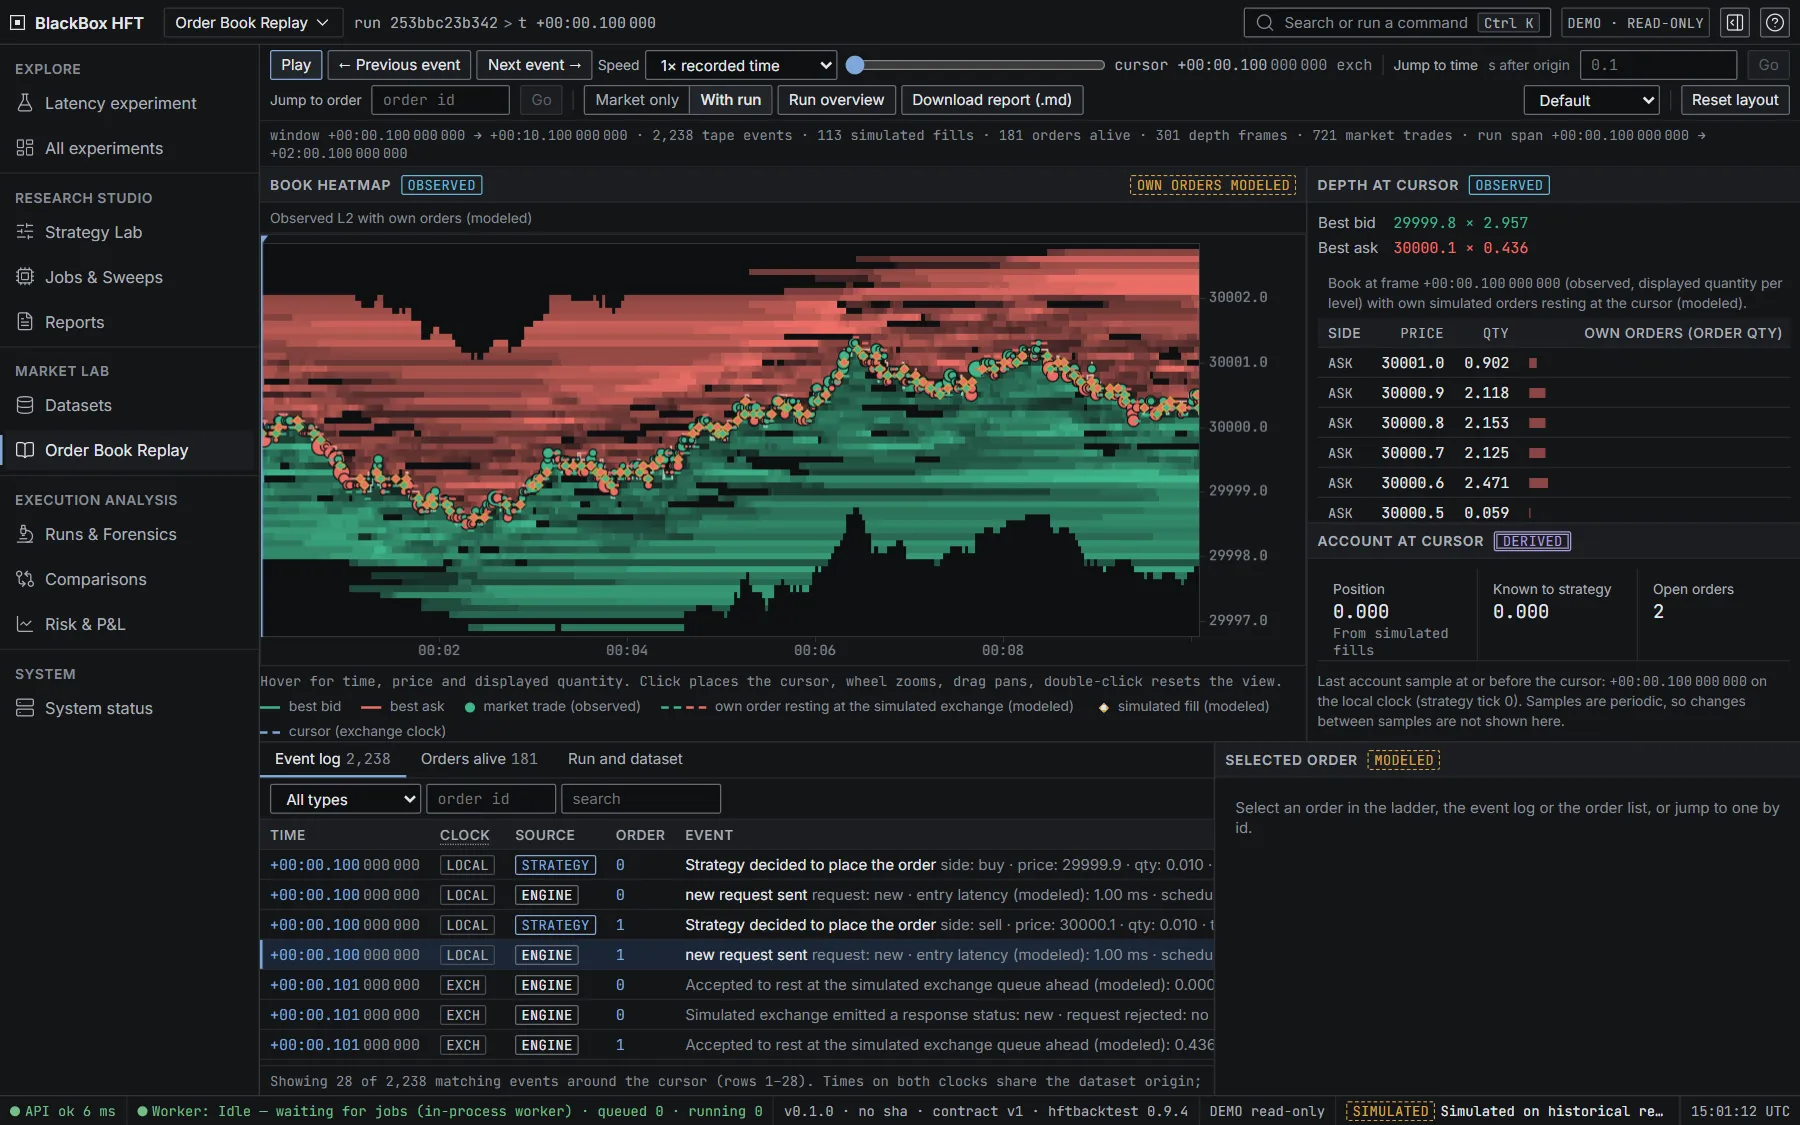 BlackBox HFT
Order Book Replay
run 253bbc23b342 > t +00:00.100 000
Search or run a command Ctrl K
DEMO · READ-ONLY
EXPLORE
Latency experiment
All experiments
RESEARCH STUDIO
Strategy Lab
Jobs & Sweeps
Reports
MARKET LAB
Datasets
Order Book Replay
EXECUTION ANALYSIS
Runs & Forensics
Comparisons
Risk & P&L
SYSTEM
System status
Play ← Previous event Next event → Speed 1× recorded time cursor +00:00.100 000 000 exch Jump to time s after origin 0.1 Go
Jump to order order id Go Market only With run Run overview Download report (.md) Default Reset layout
window +00:00.100 000 000 → +00:10.100 000 000 · 2,238 tape events · 113 simulated fills · 181 orders alive · 301 depth frames · 721 market trades · run span +00:00.100 000 000 →
+02:00.100 000 000
BOOK HEATMAP OBSERVED OWN ORDERS MODELED
Observed L2 with own orders (modeled)
30002.0
30001.0
30000.0
29999.0
29998.0
29997.0
00:02 00:04 00:06 00:08
Hover for time, price and displayed quantity. Click places the cursor, wheel zooms, drag pans, double-click resets the view.
best bid best ask market trade (observed) own order resting at the simulated exchange (modeled) simulated fill (modeled)
cursor (exchange clock)
DEPTH AT CURSOR OBSERVED
Best bid 29999.8 × 2.957
Best ask 30000.1 × 0.436
Book at frame +00:00.100 000 000 (observed, displayed quantity per
level) with own simulated orders resting at the cursor (modeled).
SIDE PRICE QTY OWN ORDERS (ORDER QTY)
ASK 30001.0 0.902
ASK 30000.9 2.118
ASK 30000.8 2.153
ASK 30000.7 2.125
ASK 30000.6 2.471
ASK 30000.5 0.059
ACCOUNT AT CURSOR DERIVED
Position Known to strategy Open orders
0.000 0.000 2
From simulated
fills
Last account sample at or before the cursor: +00:00.100 000 000 on
the local clock (strategy tick 0). Samples are periodic, so changes
between samples are not shown here.
Event log 2,238 Orders alive 181 Run and dataset
All types order id search
TIME CLOCK SOURCE ORDER EVENT
+00:00.100 000 000 LOCAL STRATEGY 0 Strategy decided to place the order side: buy · price: 29999.9 · qty: 0.010 ·
+00:00.100 000 000 LOCAL ENGINE 0 new request sent request: new · entry latency (modeled): 1.00 ms · schedu
+00:00.100 000 000 LOCAL STRATEGY 1 Strategy decided to place the order side: sell · price: 30000.1 · qty: 0.010 · t
+00:00.100 000 000 LOCAL ENGINE 1 new request sent request: new · entry latency (modeled): 1.00 ms · schedu
+00:00.101 000 000 EXCH ENGINE 0 Accepted to rest at the simulated exchange queue ahead (modeled): 0.000
+00:00.101 000 000 EXCH ENGINE 0 Simulated exchange emitted a response status: new · request rejected: no
+00:00.101 000 000 EXCH ENGINE 1 Accepted to rest at the simulated exchange queue ahead (modeled): 0.436
Showing 28 of 2,238 matching events around the cursor (rows 1–28). Times on both clocks share the dataset origin;
SELECTED ORDER MODELED
Select an order in the ladder, the event log or the order list, or jump to one by
id.
API ok 6 ms Worker: Idle — waiting for jobs (in-process worker) · queued 0 · running 0 v0.1.0 · no sha · contract v1 · hftbacktest 0.9.4 DEMO read-only SIMULATED Simulated on historical re… 15:01:12 UTC